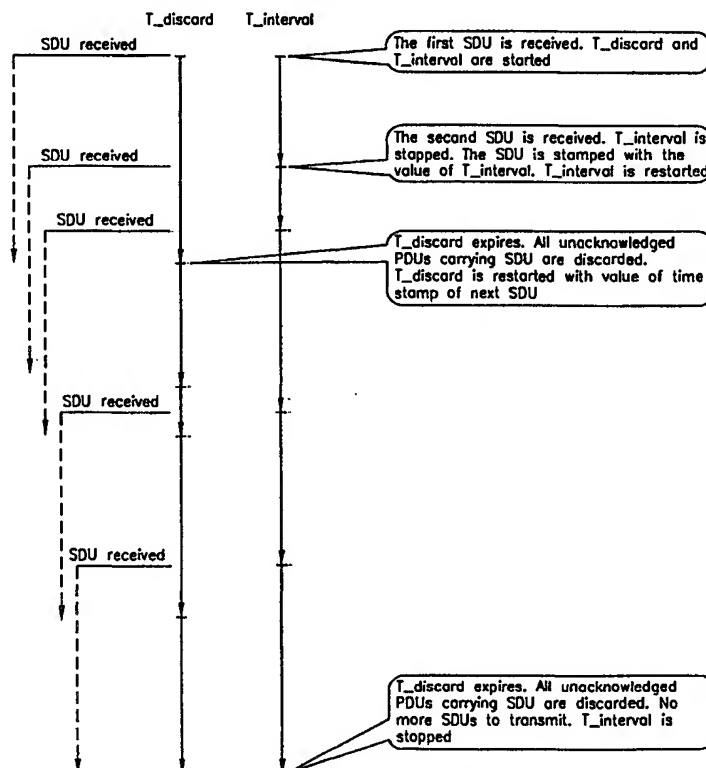 T_discard T_interval
SDU received
The first SDU is received. T_discard and
T_interval are started
SDU received
The second SDU is received. T_interval is
stapped. The SDU is stamped with the
value of T_interval. T_interval is restarted
SDU received
T_discard expires. All unacknowledged
PDUs carrying SDU are discarded.
T_discard is restarted with value of time
stamp of next SDU
SDU received
SDU received
T_discard expires. All unacknowledged
PDUs carrying SDU are discarded. No
more SDUs to transmit. T_interval is
stopped